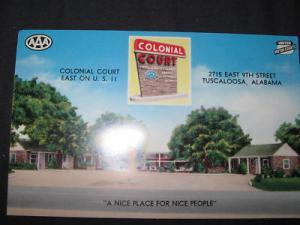 AAA
COLONIAL
COURT
COLONIAL COURT
EAST ON U. S. 11
2715 EAST 9TH STREET
TUSCALOOSA, ALABAMA
"A NICE PLACE FOR NICE PEOPLE"